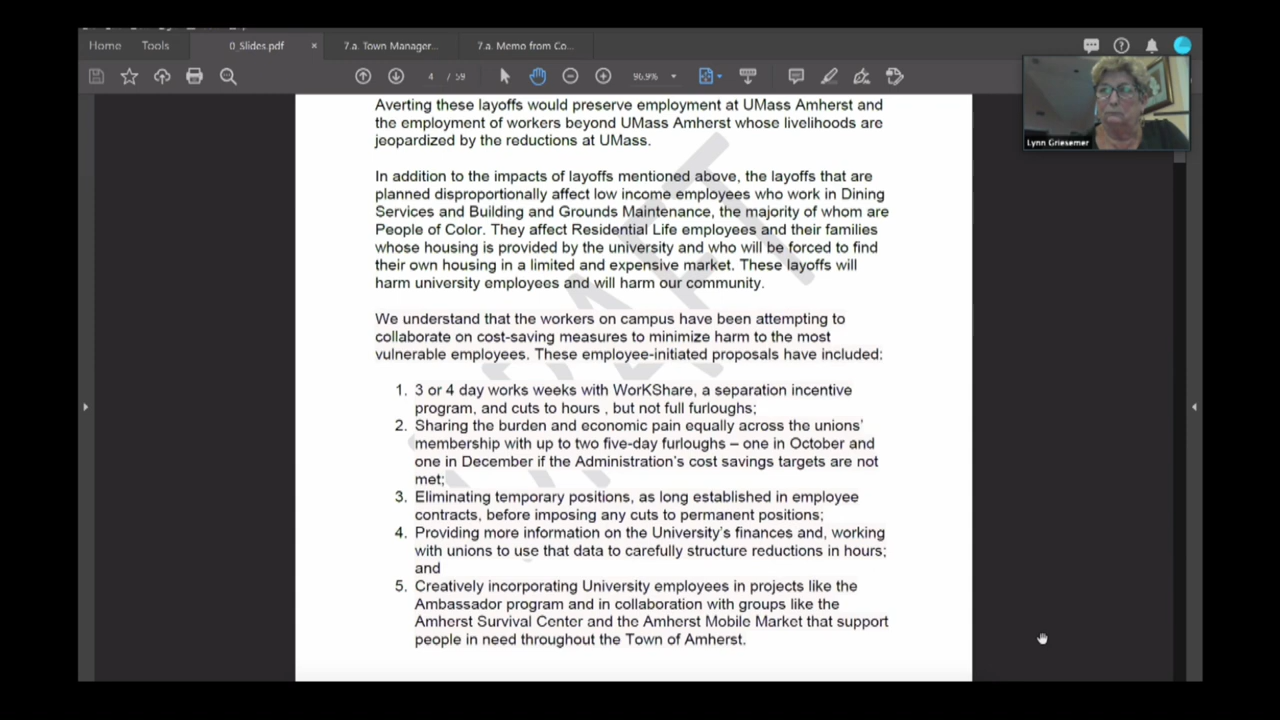 Home
Tools
0 Slides.pdf
×
7.a. Town Manager...
7.a. Memo from Co...
4 / 59
96.9%
Lynn Griesemer
Averting these layoffs would preserve employment at UMass Amherst and
the employment of workers beyond UMass Amherst whose livelihoods are
jeopardized by the reductions at UMass.
In addition to the impacts of layoffs mentioned above, the layoffs that are
planned disproportionally affect low income employees who work in Dining
Services and Building and Grounds Maintenance, the majority of whom are
People of Color. They affect Residential Life employees and their families
whose housing is provided by the university and who will be forced to find
their own housing in a limited and expensive market. These layoffs will
harm university employees and will harm our community.
We understand that the workers on campus have been attempting to
collaborate on cost-saving measures to minimize harm to the most
vulnerable employees. These employee-initiated proposals have included:
1. 3 or 4 day works weeks with WorKShare, a separation incentive
program, and cuts to hours , but not full furloughs;
2. Sharing the burden and economic pain equally across the unions'
membership with up to two five-day furloughs – one in October and
one in December if the Administration's cost savings targets are not
met;
3. Eliminating temporary positions, as long established in employee
contracts, before imposing any cuts to permanent positions;
4. Providing more information on the University's finances and, working
with unions to use that data to carefully structure reductions in hours;
and
5. Creatively incorporating University employees in projects like the
Ambassador program and in collaboration with groups like the
Amherst Survival Center and the Amherst Mobile Market that support
people in need throughout the Town of Amherst.
DRAFT